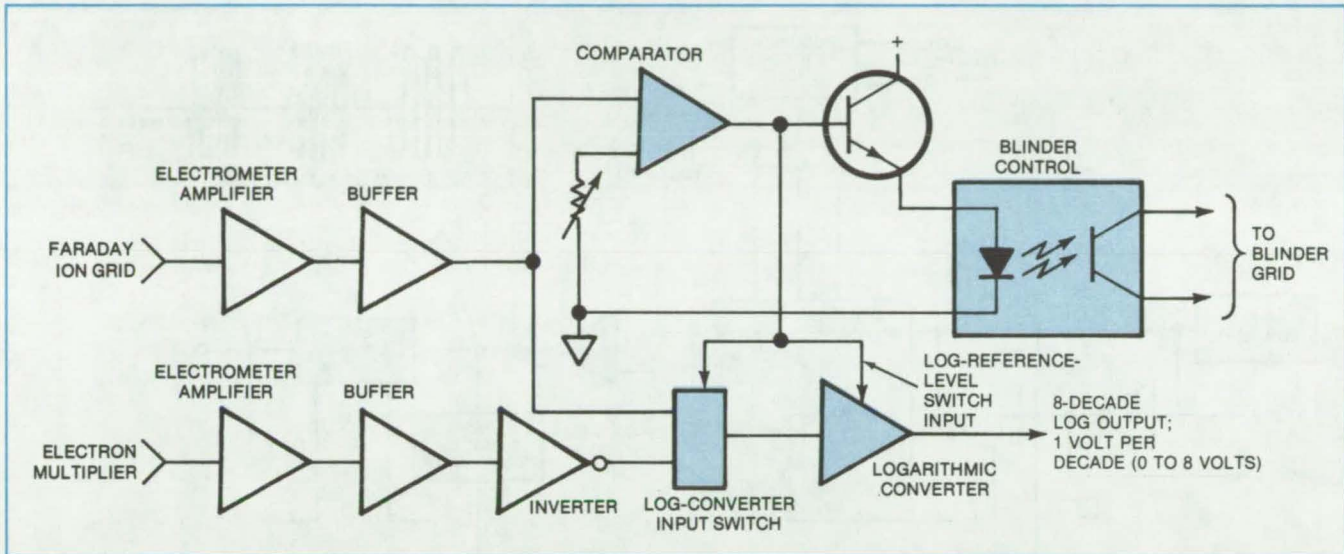 COMPARATOR
+
BLINDER
CONTROL
ELECTROMETER
AMPLIFIER
BUFFER
FARADAY
ION GRID
TO
BLINDER
GRID
ELECTROMETER
AMPLIFIER
BUFFER
LOG-REFERENCE-
LEVEL
SWITCH
INPUT
8-DECADE
LOG OUTPUT;
1 VOLT PER
DECADE (0 TO 8 VOLTS)
ELECTRON
MULTIPLIER
INVERTER
LOG-CONVERTER
INPUT SWITCH
LOGARITHMIC
CONVERTER